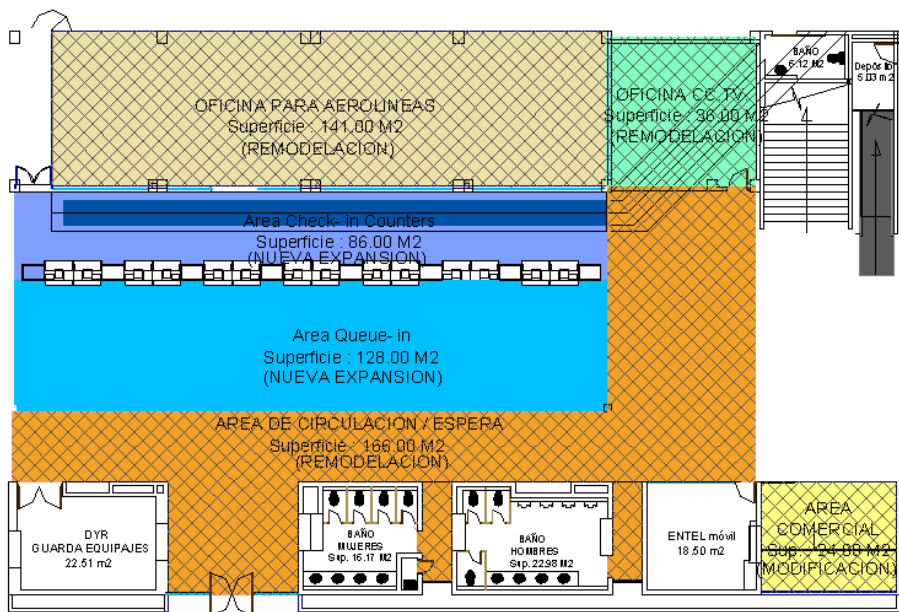 BAÑO
6.12 M2
Depósito
5.03 m2
OFICINA PARA AEROLINEAS
Superficie : 141.00 M2
(REMODELACION)
OFICINA CC.TV.
Superficie : 36.00 M2
(REMODELACION)
Area Check- in Counters
Superficie : 86.00 M2
(NUEVA EXPANSION)
Area Queue- in
Superficie : 128.00 M2
(NUEVA EXPANSION)
AREA DE CIRCULACION / ESPERA
Superficie : 166.00 M2
(REMODELACION)
DYR
GUARDA EQUIPAJES
22.51 m2
BAÑO
MUJERES
Sup. 16.17 M2
BAÑO
HOMBRES
Sup. 22.98 M2
ENTEL móvil
18.50 m2
AREA
COMERCIAL
Sup. : 24.00 M2
(MODIFICACION)